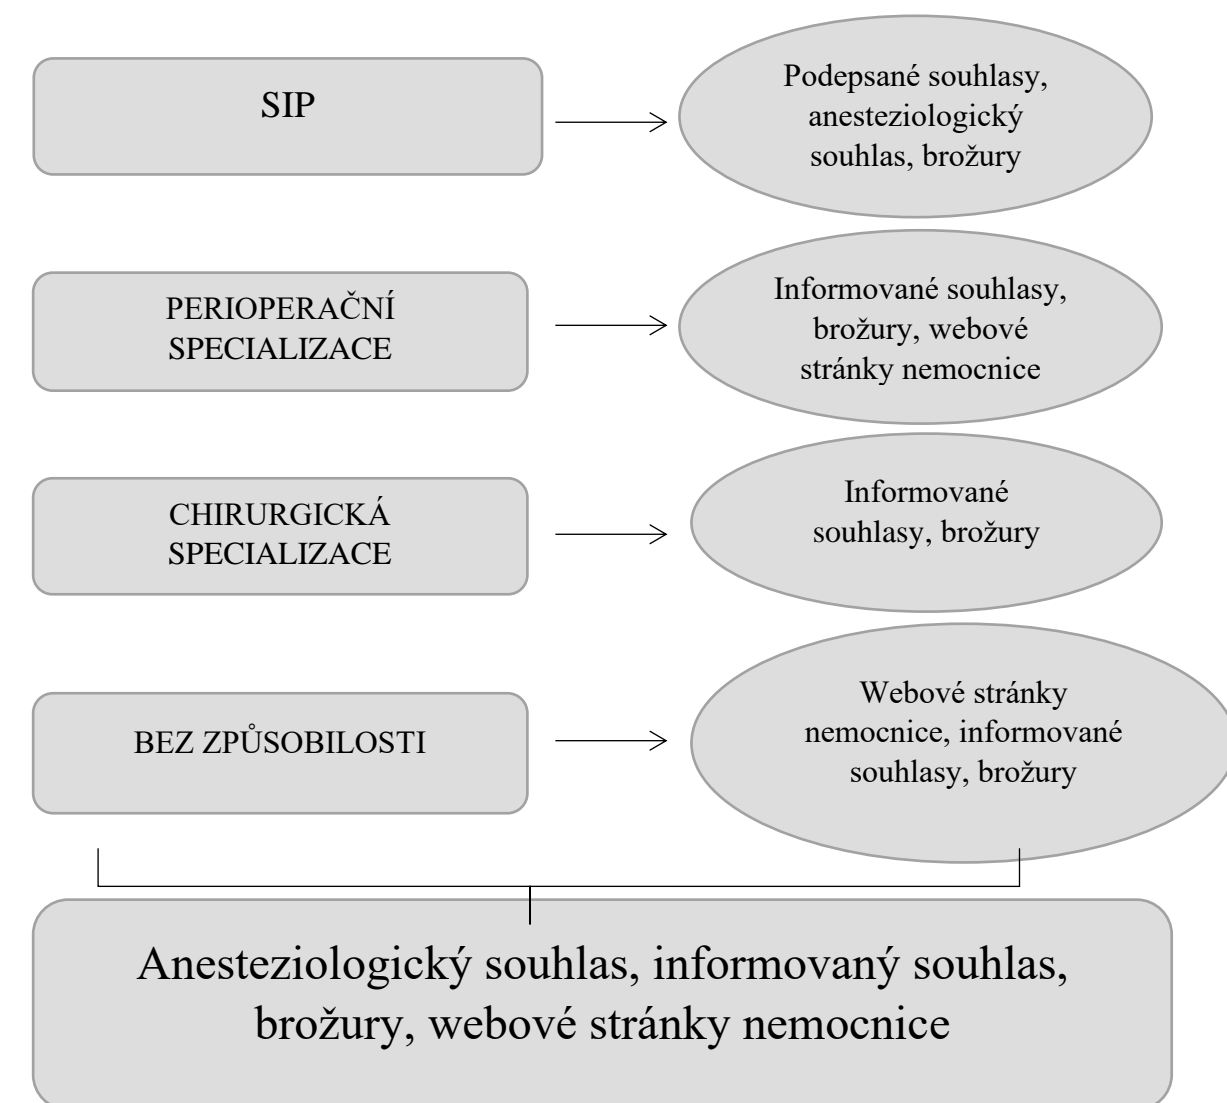 SIP
Podepsané souhlasy,
anesteziologický
souhlas, brožury
PERIOPERAČNÍ
SPECIALIZACE
Informované souhlasy,
brožury, webové
stránky nemocnice
CHIRURGICKÁ
SPECIALIZACE
Informované
souhlasy, brožury
BEZ ZPŮSOBILOSTI
Webové stránky
nemocnice, informované
souhlasy, brožury
Anesteziologický souhlas, informovaný souhlas,
brožury, webové stránky nemocnice